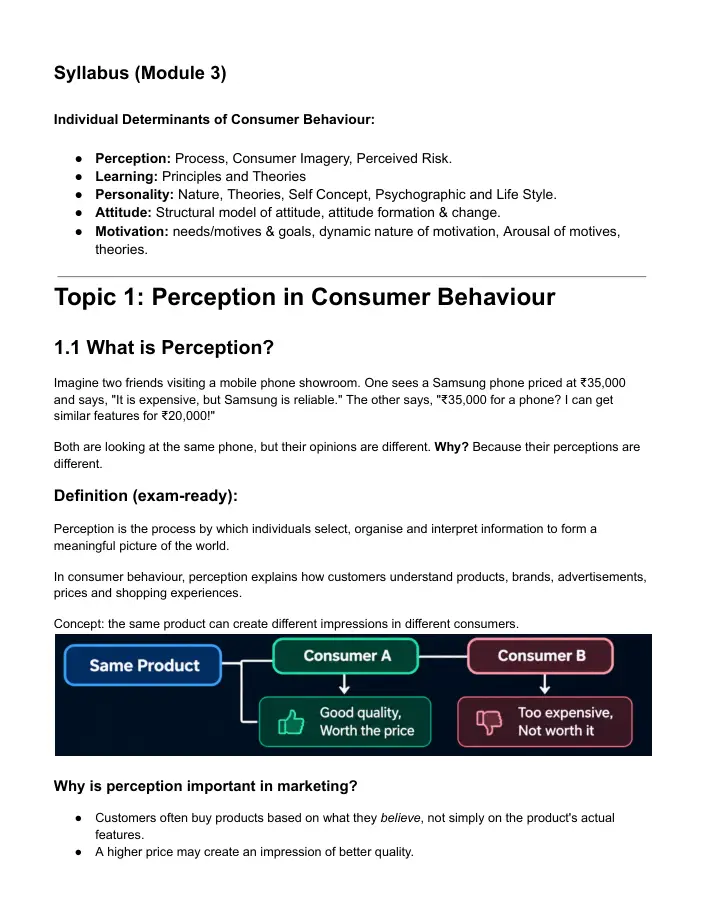 Syllabus (Module 3)
Individual Determinants of Consumer Behaviour:
● Perception: Process, Consumer Imagery, Perceived Risk.
● Learning: Principles and Theories
● Personality: Nature, Theories, Self Concept, Psychographic and Life Style.
● Attitude: Structural model of attitude, attitude formation & change.
● Motivation: needs/motives & goals, dynamic nature of motivation, Arousal of motives,
theories.
Topic 1: Perception in Consumer Behaviour
1.1 What is Perception?
Imagine two friends visiting a mobile phone showroom. One sees a Samsung phone priced at ₹35,000
and says, "It is expensive, but Samsung is reliable." The other says, "₹35,000 for a phone? I can get
similar features for ₹20,000!"
Both are looking at the same phone, but their opinions are different. Why? Because their perceptions are
different.
Definition (exam-ready):
Perception is the process by which individuals select, organise and interpret information to form a
meaningful picture of the world.
In consumer behaviour, perception explains how customers understand products, brands, advertisements,
prices and shopping experiences.
Concept: the same product can create different impressions in different consumers.
Same Product
Consumer A
Good quality,
Worth the price
Consumer B
Too expensive,
Not worth it
Why is perception important in marketing?
● Customers often buy products based on what they believe, not simply on the product's actual
features.
● A higher price may create an impression of better quality.